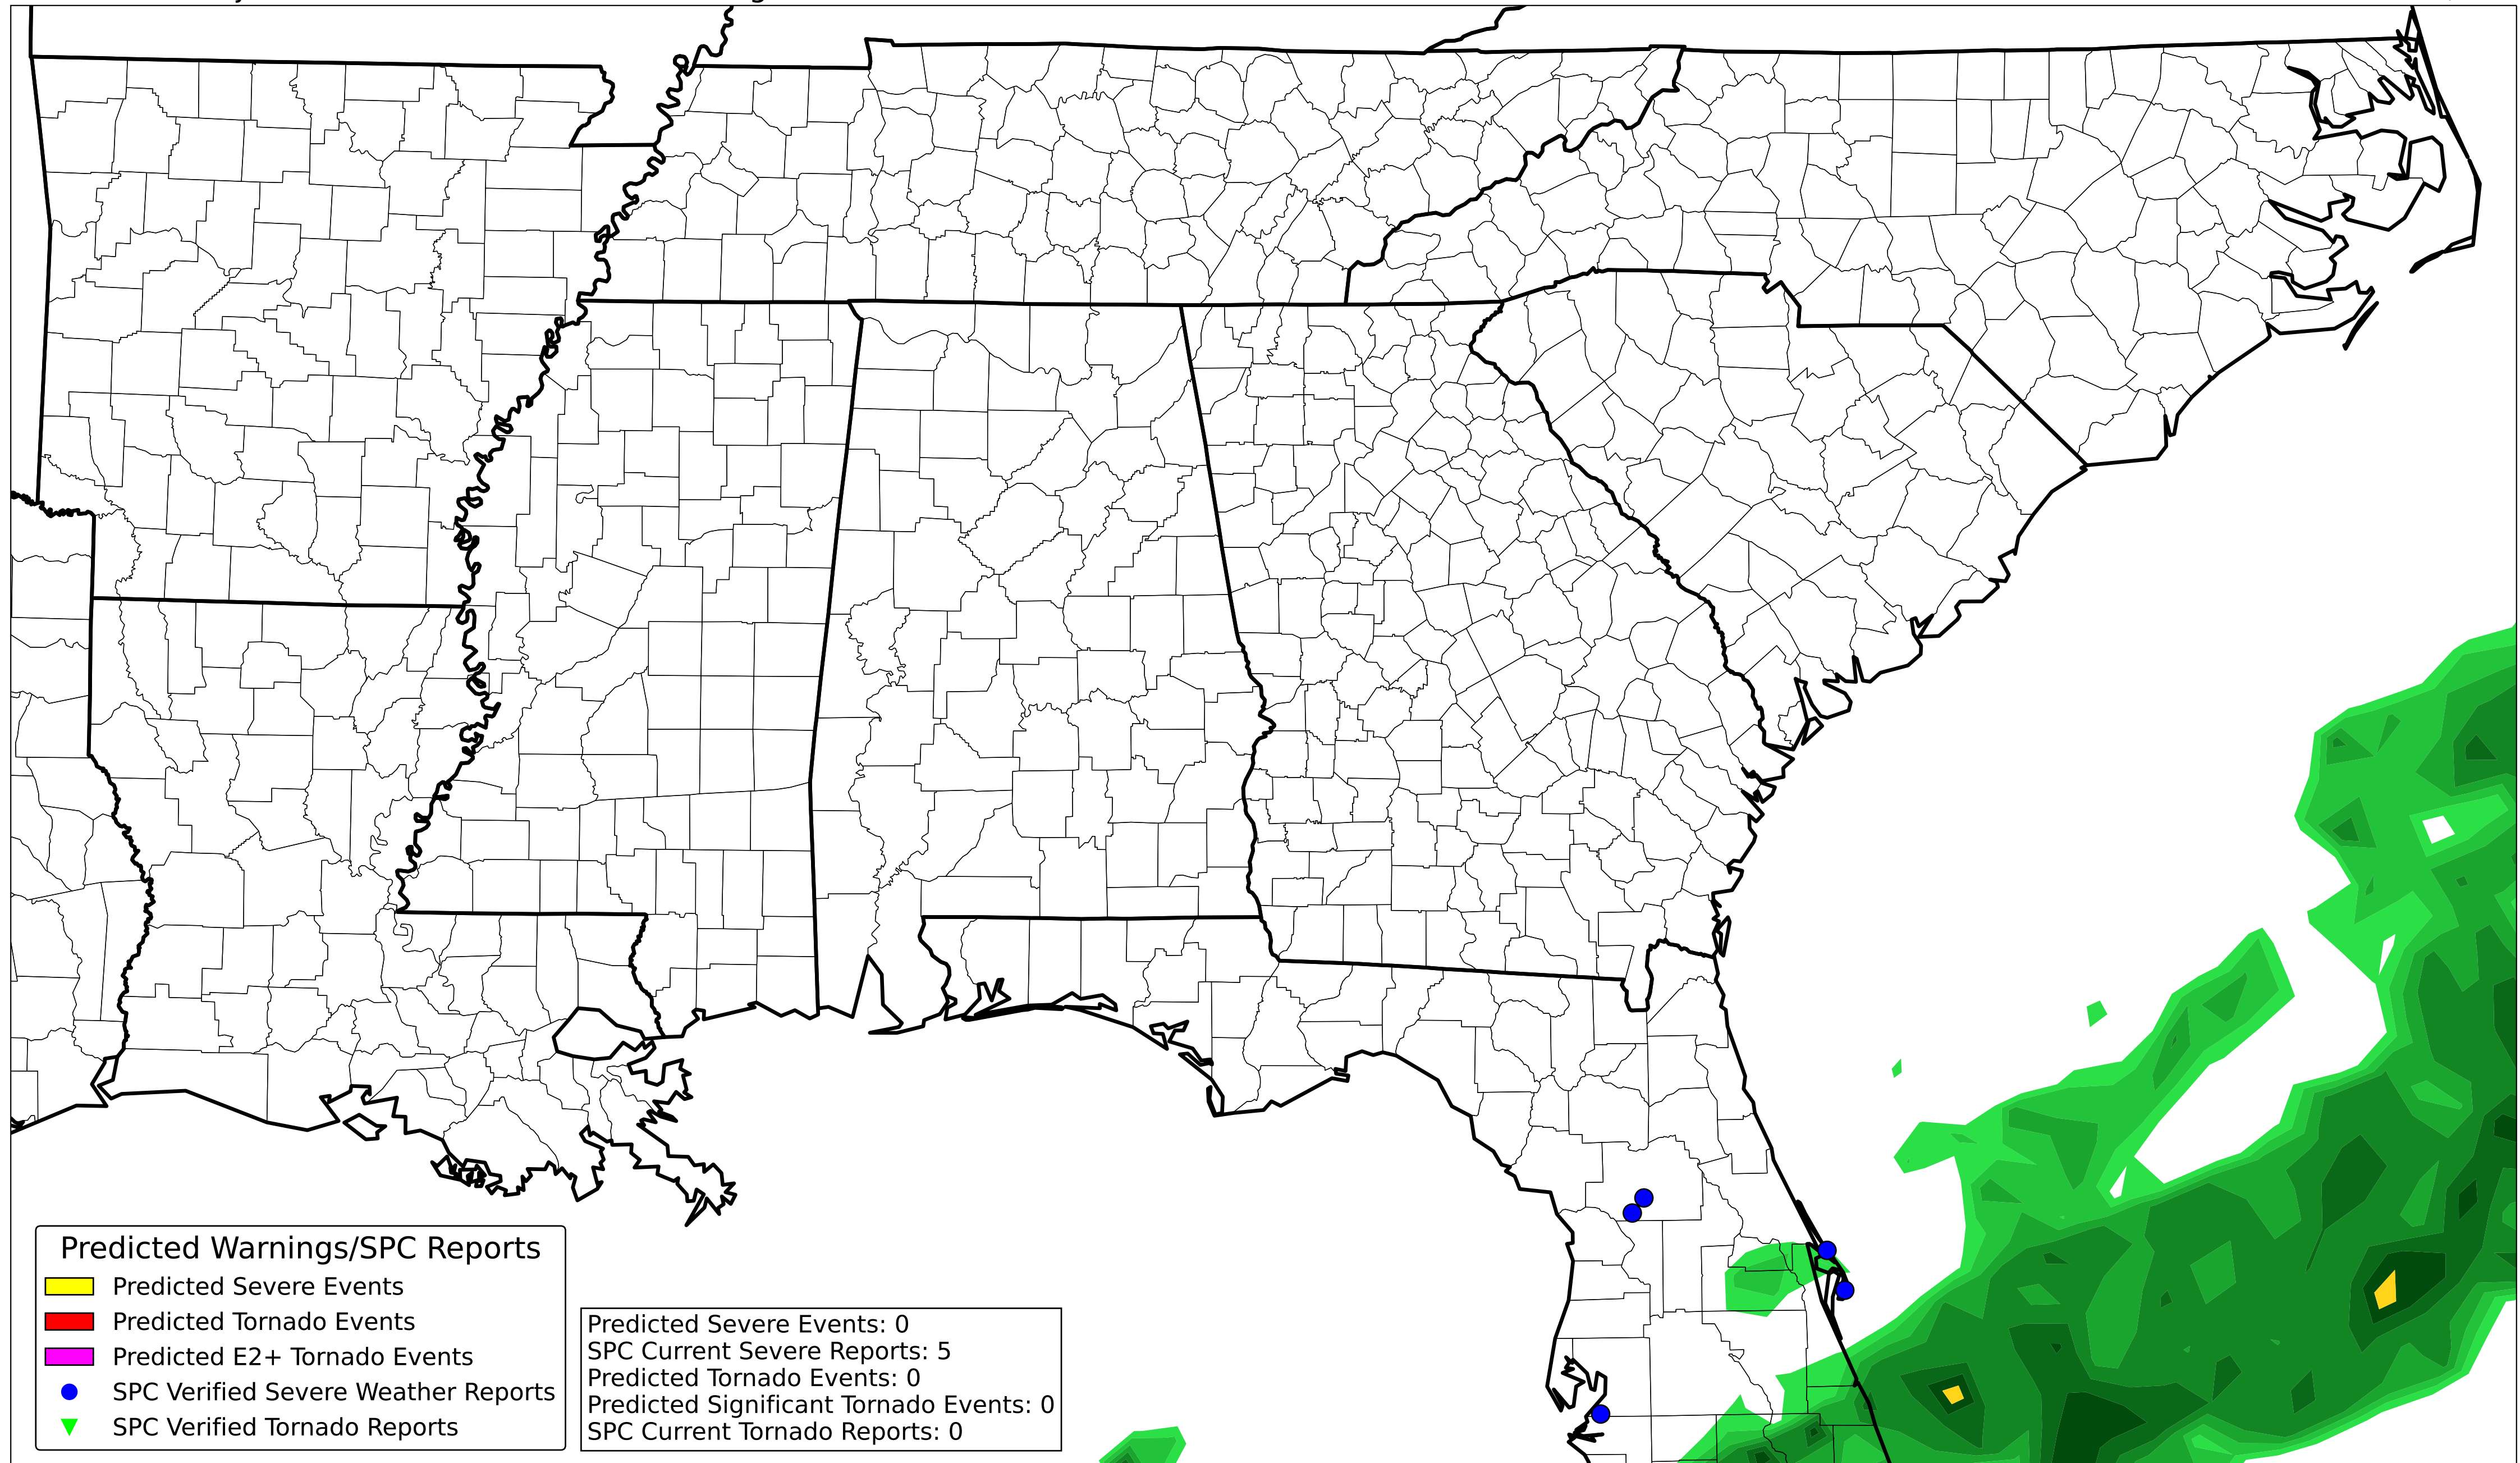 Predicted Warnings/SPC Reports
Predicted Severe Events
Predicted Tornado Events
Predicted E2+ Tornado Events
SPC Verified Severe Weather Reports
SPC Verified Tornado Reports
Predicted Severe Events: 0
SPC Current Severe Reports: 5
Predicted Tornado Events: 0
Predicted Significant Tornado Events: 0
SPC Current Tornado Reports: 0